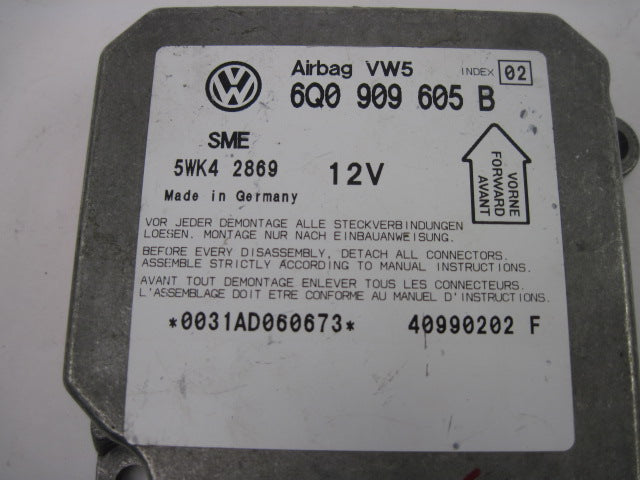 Airbag VW5 INDEX 02
6Q0 909 605 B
SME
5WK4 2869 12V
Made in Germany
VORNE
FORWARD
AVANT
VOR JEDER DEMONTAGE ALLE STECKVERBINDUNGEN
LOESEN. MONTAGE NUR NACH EINBAUANWEISUNG.
BEFORE EVERY DISASSEMBLY, DETACH ALL CONNECTORS.
ASSEMBLE STRICTLY ACCORDING TO MANUAL INSTRUCTIONS.
AVANT TOUT DEMONTAGE ENLEVER TOUS LES CONNECTEURS.
L'ASSEMBLAGE DOIT ETRE CONFORME AU MANUEL D'INSTRUCTIONS.
*0031AD060673* 40990202 F